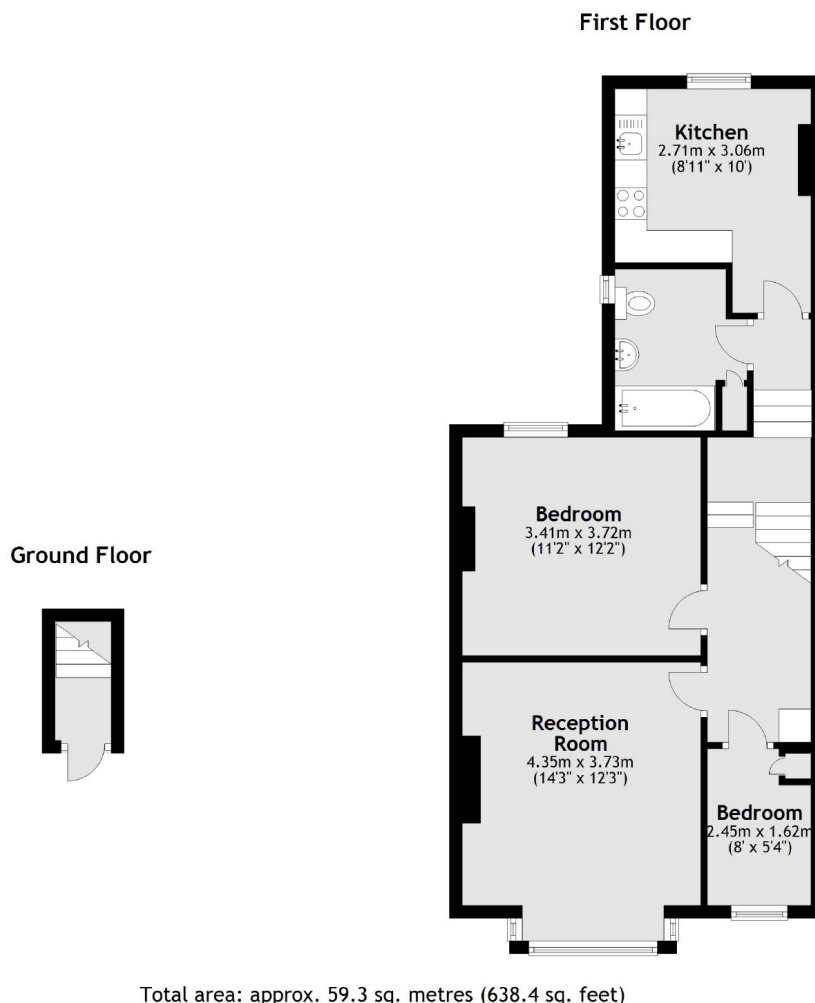 First Floor
Kitchen
2.71m x 3.06m
(8'11" x 10')
Bedroom
3.41m x 3.72m
(11'2" x 12'2")
Ground Floor
Reception
Room
4.35m x 3.73m
(14'3" x 12'3")
Bedroom
2.45m x 1.62m
(8' x 5'4")
Total area: approx. 59.3 sq. metres (638.4 sq. feet)